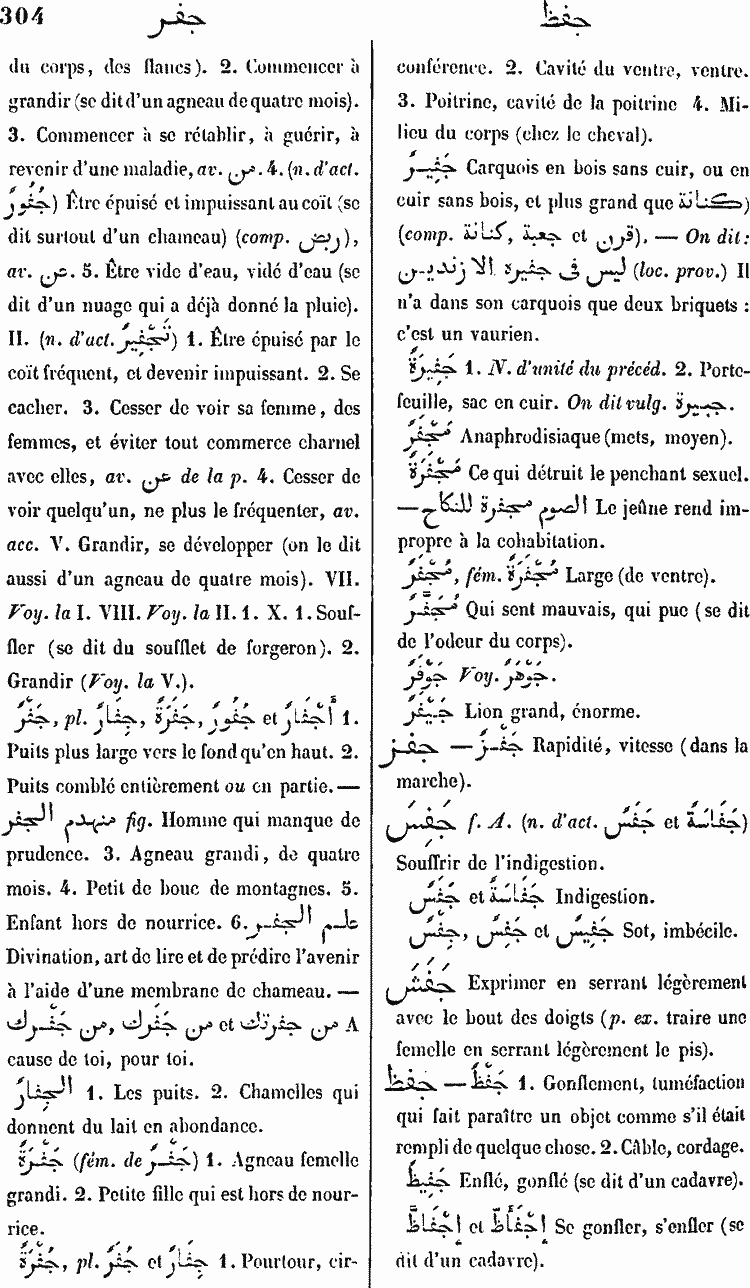 304 جفر
جفظ
du corps, des flancs). 2. Commencer à
grandir (se dit d'un agneau de quatre mois).
3. Commencer à se rétablir, à guérir, à
revenir d'une maladie, av. من. 4. (n. d'act.
جُفُورٌ) Être épuisé et impuissant au coït (se
dit surtout d'un chameau) (comp. ربض),
av. عن. 5. Être vide d'eau, vidé d'eau (se
dit d'un nuage qui a déjà donné la pluie).
II. (n. d'act. تَجْفِيرٌ) 1. Être épuisé par le
coït fréquent, et devenir impuissant. 2. Se
cacher. 3. Cesser de voir sa femme, des
femmes, et éviter tout commerce charnel
avec elles, av. عن de la p. 4. Cesser de
voir quelqu'un, ne plus le fréquenter, av.
acc. V. Grandir, se développer (on le dit
aussi d'un agneau de quatre mois). VII.
Voy. la I. VIII. Voy. la II. 1. X. 1. Souf-
fler (se dit du soufflet de forgeron). 2.
Grandir (Voy. la V.).
جَفْرٌ, pl. جِفَارٌ, جَفَرَةٌ, جُفُورٌ et أَجْفَارٌ 1.
Puits plus large vers le fond qu'en haut. 2.
Puits comblé entièrement ou en partie. —
منهدم الجفر fig. Homme qui manque de
prudence. 3. Agneau grandi, de quatre
mois. 4. Petit de bouc de montagnes. 5.
Enfant hors de nourrice. 6. علم الجفر
Divination, art de lire et de prédire l'avenir
à l'aide d'une membrane de chameau. —
من جَفْرك, من جَفَرك et من جفرتك A
cause de toi, pour toi.
الجِفَارُ 1. Les puits. 2. Chamelles qui
donnent du lait en abondance.
جَفْرَةٌ (fém. de جَفْرٌ) 1. Agneau femelle
grandi. 2. Petite fille qui est hors de nour-
rice.
جُفْرَةٌ, pl. جُفَرٌ et جِفَارٌ 1. Pourtour, cir-
conférence. 2. Cavité du ventre, ventre.
3. Poitrine, cavité de la poitrine 4. Mi-
lieu du corps (chez le cheval).
جَفِيرٌ Carquois en bois sans cuir, ou en
cuir sans bois, et plus grand que كنانة)
(comp. كنانة, جعبة et قرن). — On dit:
ليس فى جفيره الا زندين (loc. prov.) Il
n'a dans son carquois que deux briquets :
c'est un vaurien.
جَفِيرَةٌ 1. N. d'unité du précéd. 2. Porte-
feuille, sac en cuir. On dit vulg. جبيرة.
مُجْفِرٌ Anaphrodisiaque (mets, moyen).
مَجْفَرَةٌ Ce qui détruit le penchant sexuel.
— الصوم مجفرة للنكاح Le jeûne rend im-
propre à la cohabitation.
مُجْفَرٌ, fém. مُجْفَرَةٌ Large (de ventre).
مُجَفَّرٌ Qui sent mauvais, qui pue (se dit
de l'odeur du corps).
جَوْفَرٌ Voy. جَوْهَرٌ.
جَيْفَرٌ Lion grand, énorme.
جفز — جَفْزٌ Rapidité, vitesse (dans la
marche).
جَفِسَ f. A. (n. d'act. جَفَسٌ et جَفَاسَةٌ)
Souffrir de l'indigestion.
جَفَسٌ et جَفَاسَةٌ Indigestion.
جِفْسٌ, جَفِسٌ et جَفِيسٌ Sot, imbécile.
جَفَشَ Exprimer en serrant légèrement
avec le bout des doigts (p. ex. traire une
femelle en serrant légèrement le pis).
جفظ — جَفْظٌ 1. Gonflement, tuméfaction
qui fait paraître un objet comme s'il était
rempli de quelque chose. 2. Câble, cordage.
جَفِيظٌ Enflé, gonflé (se dit d'un cadavre).
إِجْفَاظَّ et إِجْفَأَظَّ Se gonfler, s'enfler (se
dit d'un cadavre).